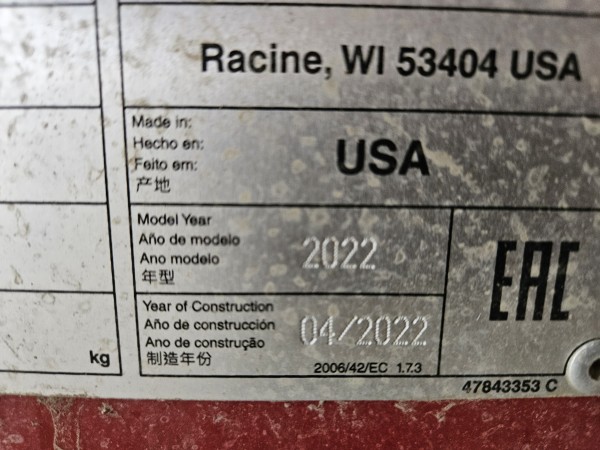 Racine, WI 53404 USA
Made in:
Hecho en:
Feito em:
产地
USA
Model Year
Año de modelo
Ano modelo
年型
2022
EAC
Year of Construction
Año de construcción
Ano de construção
制造年份
04/2022
2006/42/EC 1.7.3
kg
47843353 C